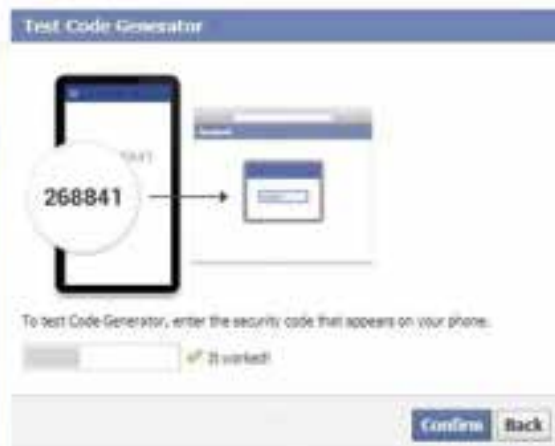 Test Code Generator
268841
To test Code Generator, enter the security code that appears on your phone.
It worked!
Confirm Back